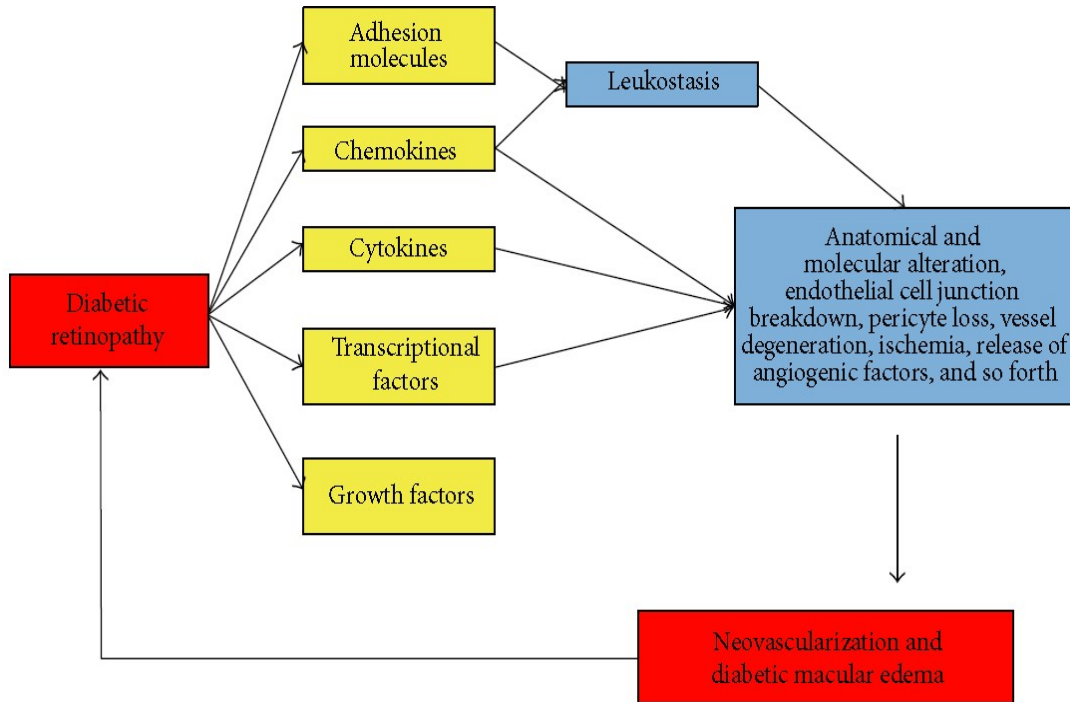 Adhesion
molecules
Leukostasis
Chemokines
Cytokines
Anatomical and
molecular alteration,
endothelial cell junction
breakdown, pericyte loss, vessel
degeneration, ischemia, release of
angiogenic factors, and so forth
Diabetic
retinopathy
Transcriptional
factors
Growth factors
Neovascularization and
diabetic macular edema